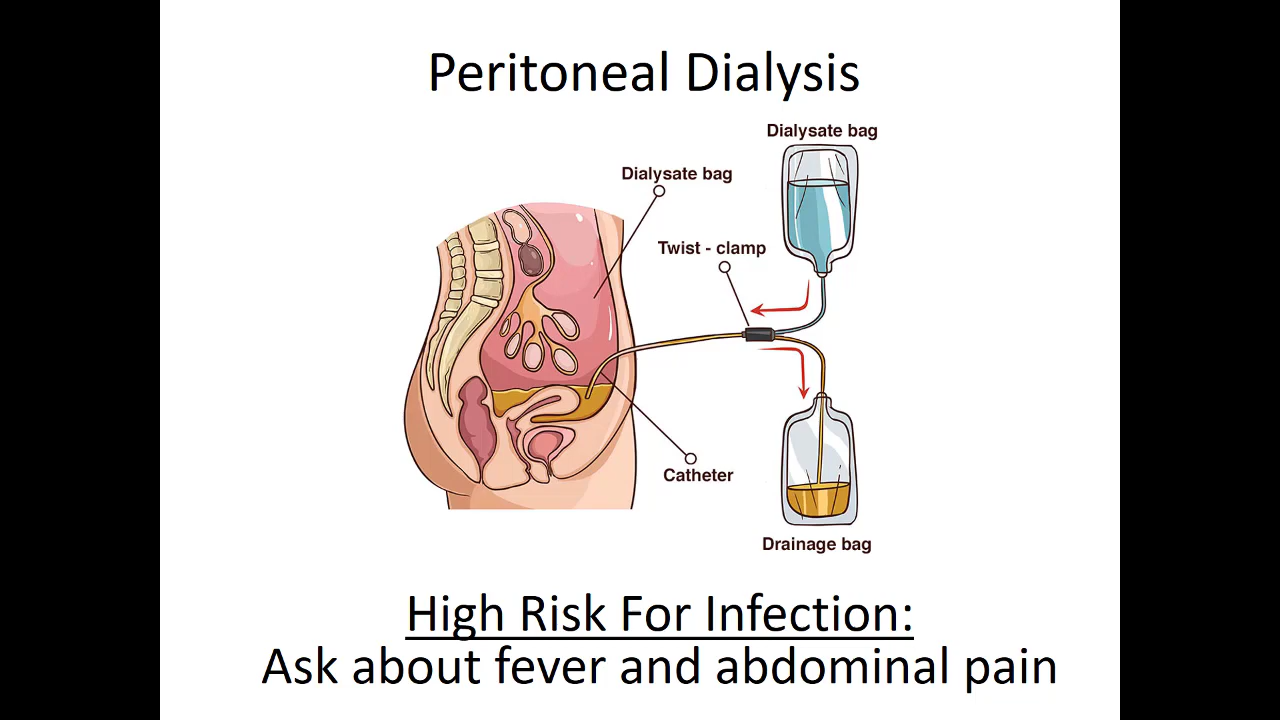 Peritoneal Dialysis
Dialysate bag
Dialysate bag
Twist - clamp
Catheter
Drainage bag
High Risk For Infection:
Ask about fever and abdominal pain